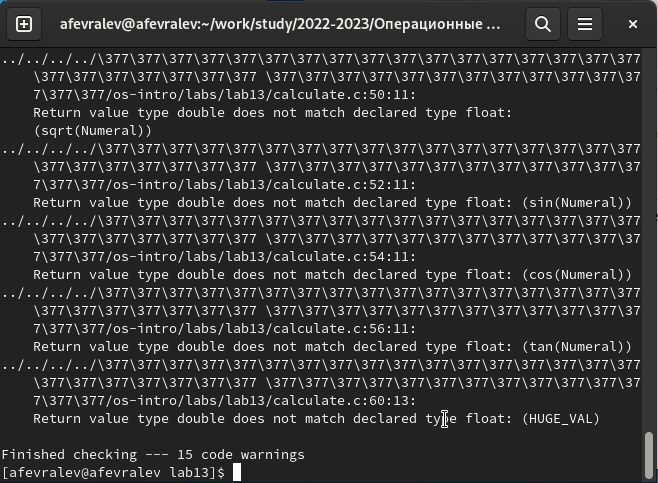 afevralev@afevralev:~/work/study/2022-2023/Операционные ...
../../../../\377\377\377\377\377\377\377\377\377\377\377\377\377\377\377\377\377
    \377\377\377\377\377\377\377 \377\377\377\377\377\377\377\377\377\377\377\37
    7\377\377/os-intro/labs/lab13/calculate.c:50:11:
    Return value type double does not match declared type float:
    (sqrt(Numeral))
../../../../\377\377\377\377\377\377\377\377\377\377\377\377\377\377\377\377\377
    \377\377\377\377\377\377\377 \377\377\377\377\377\377\377\377\377\377\377\37
    7\377\377/os-intro/labs/lab13/calculate.c:52:11:
    Return value type double does not match declared type float: (sin(Numeral))
../../../../\377\377\377\377\377\377\377\377\377\377\377\377\377\377\377\377\377
    \377\377\377\377\377\377\377 \377\377\377\377\377\377\377\377\377\377\377\37
    7\377\377/os-intro/labs/lab13/calculate.c:54:11:
    Return value type double does not match declared type float: (cos(Numeral))
../../../../\377\377\377\377\377\377\377\377\377\377\377\377\377\377\377\377\377
    \377\377\377\377\377\377\377 \377\377\377\377\377\377\377\377\377\377\377\37
    7\377\377/os-intro/labs/lab13/calculate.c:56:11:
    Return value type double does not match declared type float: (tan(Numeral))
../../../../\377\377\377\377\377\377\377\377\377\377\377\377\377\377\377\377\377
    \377\377\377\377\377\377\377 \377\377\377\377\377\377\377\377\377\377\377\37
    7\377\377/os-intro/labs/lab13/calculate.c:60:13:
    Return value type double does not match declared type float: (HUGE_VAL)

Finished checking --- 15 code warnings
[afevralev@afevralev lab13]$